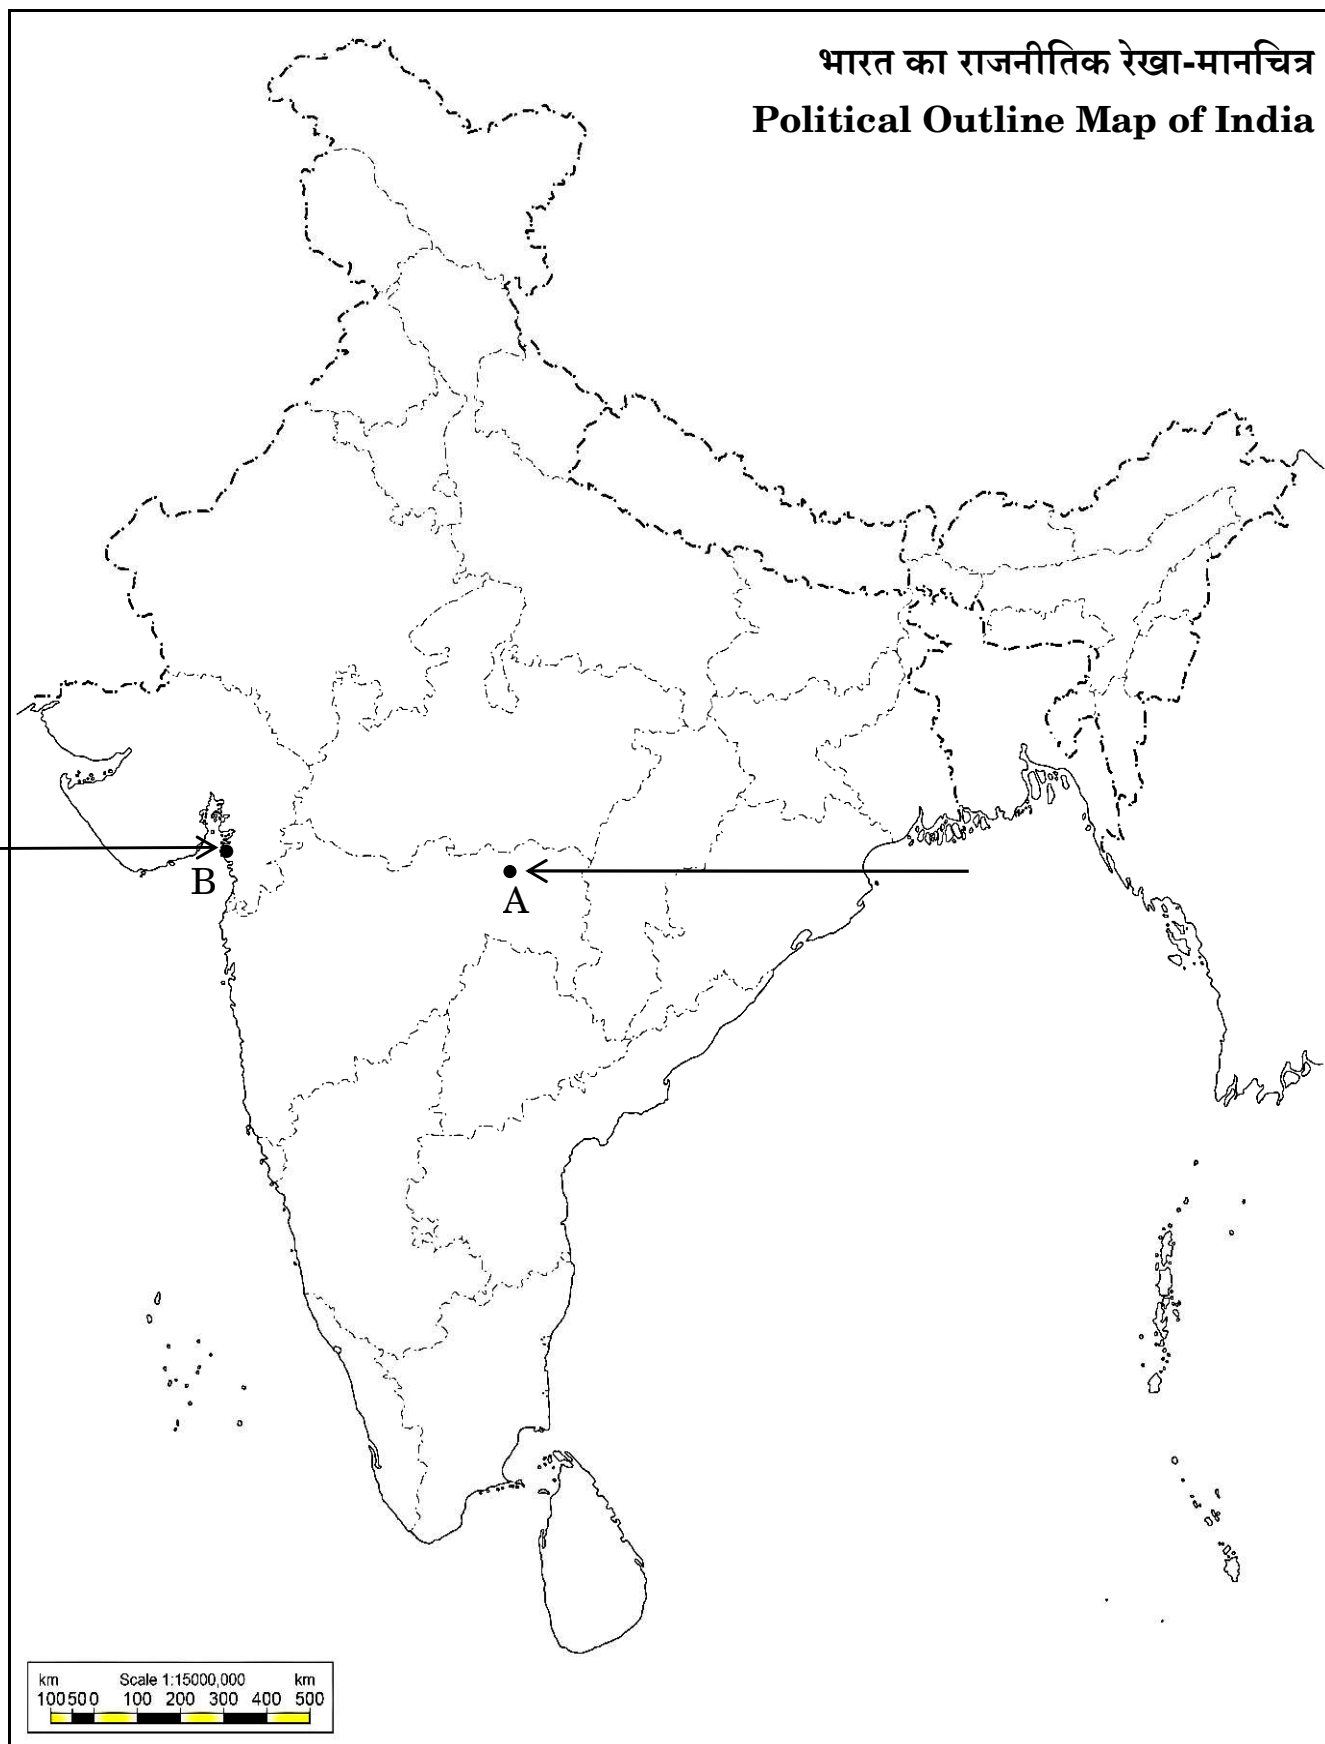 भारत का राजनीतिक रेखा-मानचित्र
Political Outline Map of India
B
A
km Scale 1:15000,000 km
100 50 0 100 200 300 400 500